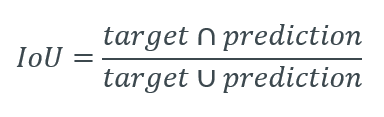 IoU = target ∩ prediction / target ∪ prediction